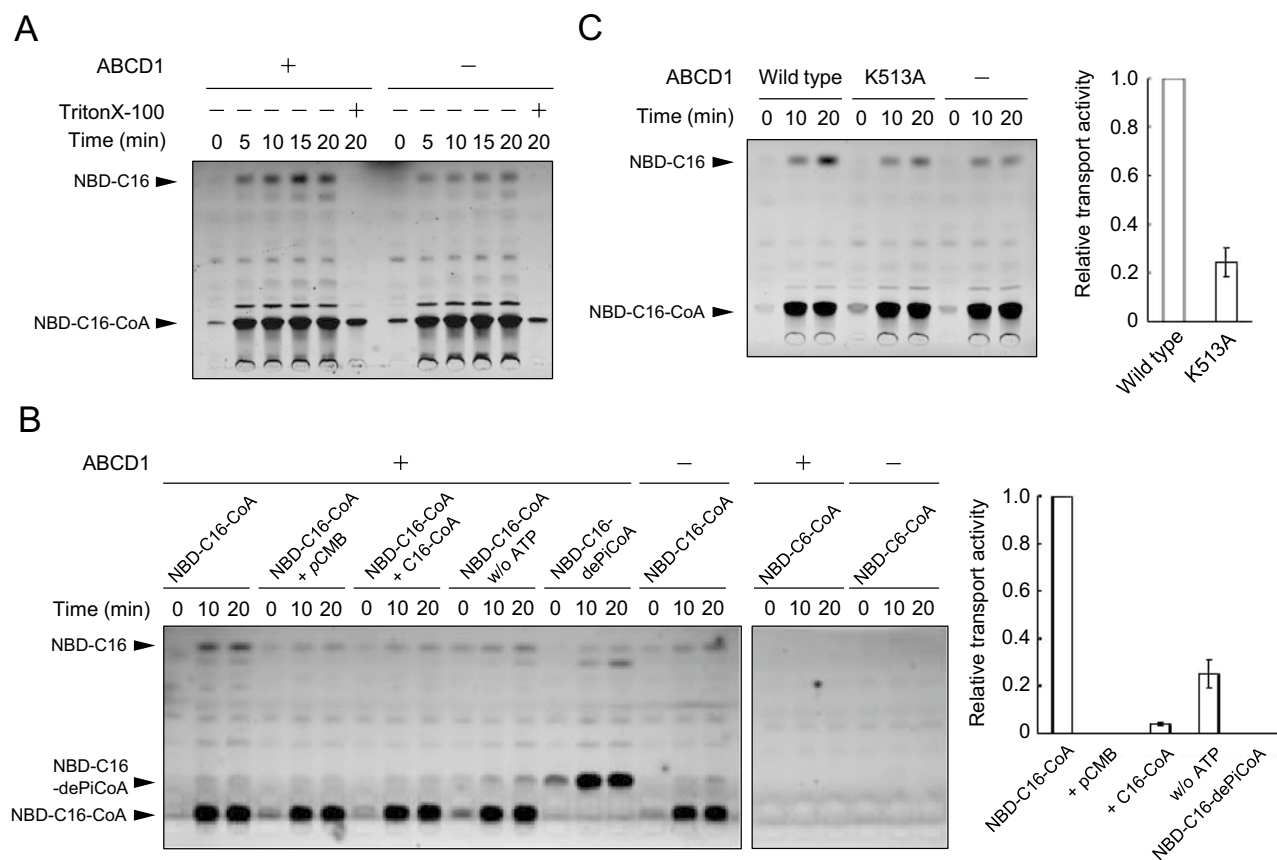 A
ABCD1 + −
TritonX-100 − − − − − + − − − − − +
Time (min) 0 5 10 15 20 20 0 5 10 15 20 20
NBD-C16
NBD-C16-CoA
C
ABCD1 Wild type K513A −
Time (min) 0 10 20 0 10 20 0 10 20
NBD-C16
NBD-C16-CoA
Relative transport activity
1.0
0.8
0.6
0.4
0.2
0
Wild type
K513A
B
ABCD1 + − + −
NBD-C16-CoA
NBD-C16-CoA
+ pCMB
NBD-C16-CoA
+ C16-CoA
NBD-C16-CoA
w/o ATP
NBD-C16-
dePiCoA
NBD-C16-CoA
NBD-C6-CoA
NBD-C6-CoA
Time (min) 0 10 20 0 10 20 0 10 20 0 10 20 0 10 20 0 10 20 0 10 20 0 10 20
NBD-C16
NBD-C16
-dePiCoA
NBD-C16-CoA
Relative transport activity
1.0
0.8
0.6
0.4
0.2
0
NBD-C16-CoA
+ pCMB
+ C16-CoA
w/o ATP
NBD-C16-dePiCoA